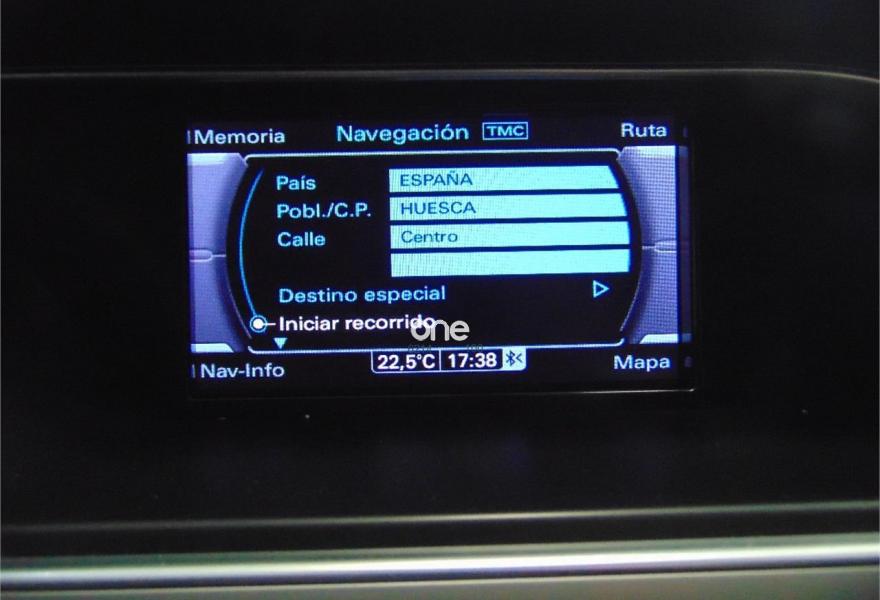 Memoria Navegación TMC Ruta
País ESPAÑA
Pobl./C.P. HUESCA
Calle Centro
Destino especial
Iniciar recorrido
one
Nav-Info 22,5°C 17:38 Mapa